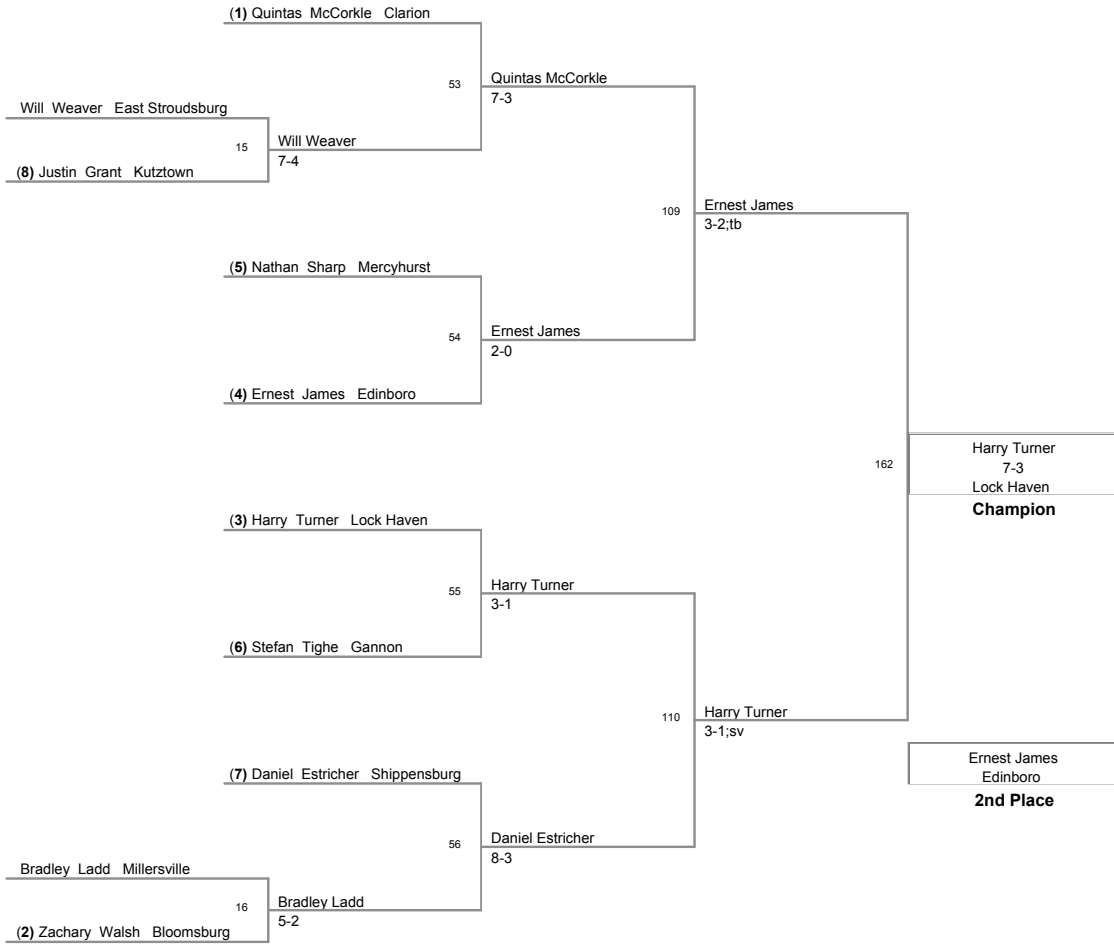 (1) Quintas McCorkle Clarion
53
Quintas McCorkle
7-3
Will Weaver East Stroudsburg
15
Will Weaver
7-4
(8) Justin Grant Kutztown
109
Ernest James
3-2;tb
(5) Nathan Sharp Mercyhurst
54
Ernest James
2-0
(4) Ernest James Edinboro
162
Harry Turner
7-3
Lock Haven
Champion
(3) Harry Turner Lock Haven
55
Harry Turner
3-1
(6) Stefan Tighe Gannon
110
Harry Turner
3-1;sv
Ernest James
Edinboro
2nd Place
(7) Daniel Estricher Shippensburg
56
Daniel Estricher
8-3
Bradley Ladd Millersville
16
Bradley Ladd
5-2
(2) Zachary Walsh Bloomsburg